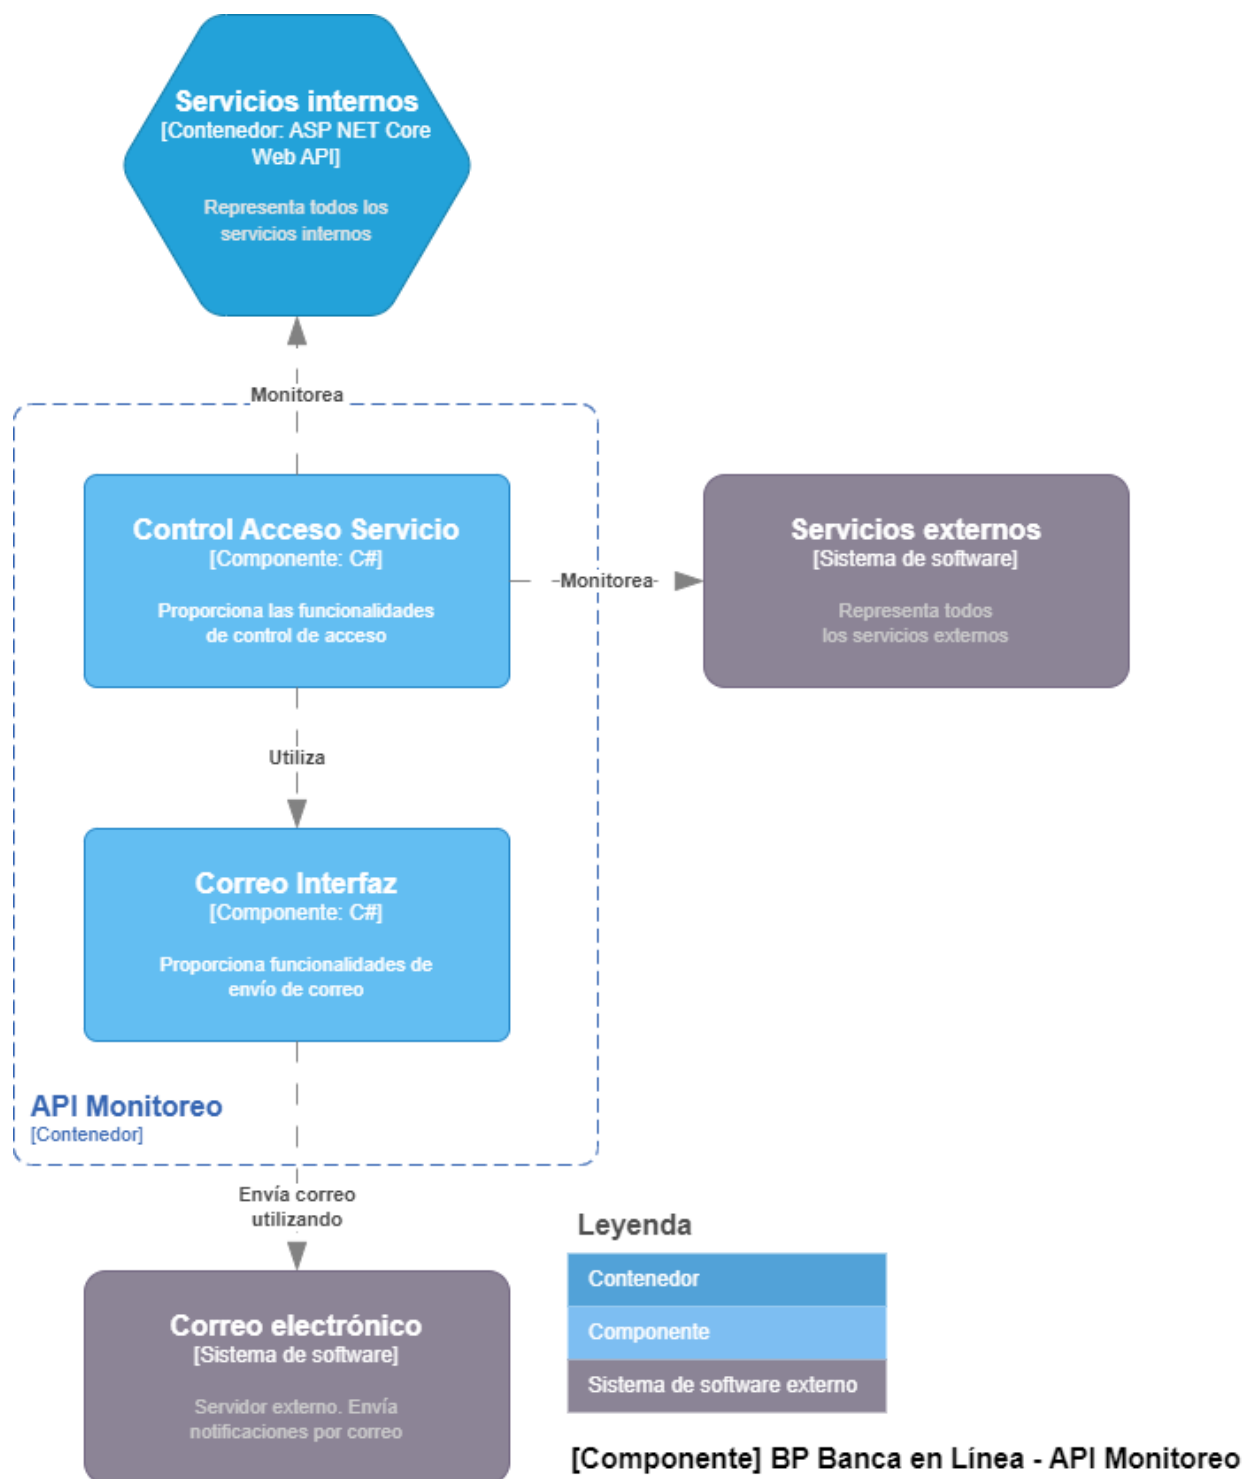 Servicios internos
[Contenedor: ASP NET Core
Web API]
Representa todos los
servicios internos
Monitorea
Control Acceso Servicio
[Componente: C#]
Proporciona las funcionalidades
de control de acceso
Monitorea
Servicios externos
[Sistema de software]
Representa todos
los servicios externos
Utiliza
Correo Interfaz
[Componente: C#]
Proporciona funcionalidades de
envío de correo
API Monitoreo
[Contenedor]
Envía correo
utilizando
Correo electrónico
[Sistema de software]
Servidor externo. Envía
notificaciones por correo
Leyenda
Contenedor
Componente
Sistema de software externo
[Componente] BP Banca en Línea - API Monitoreo